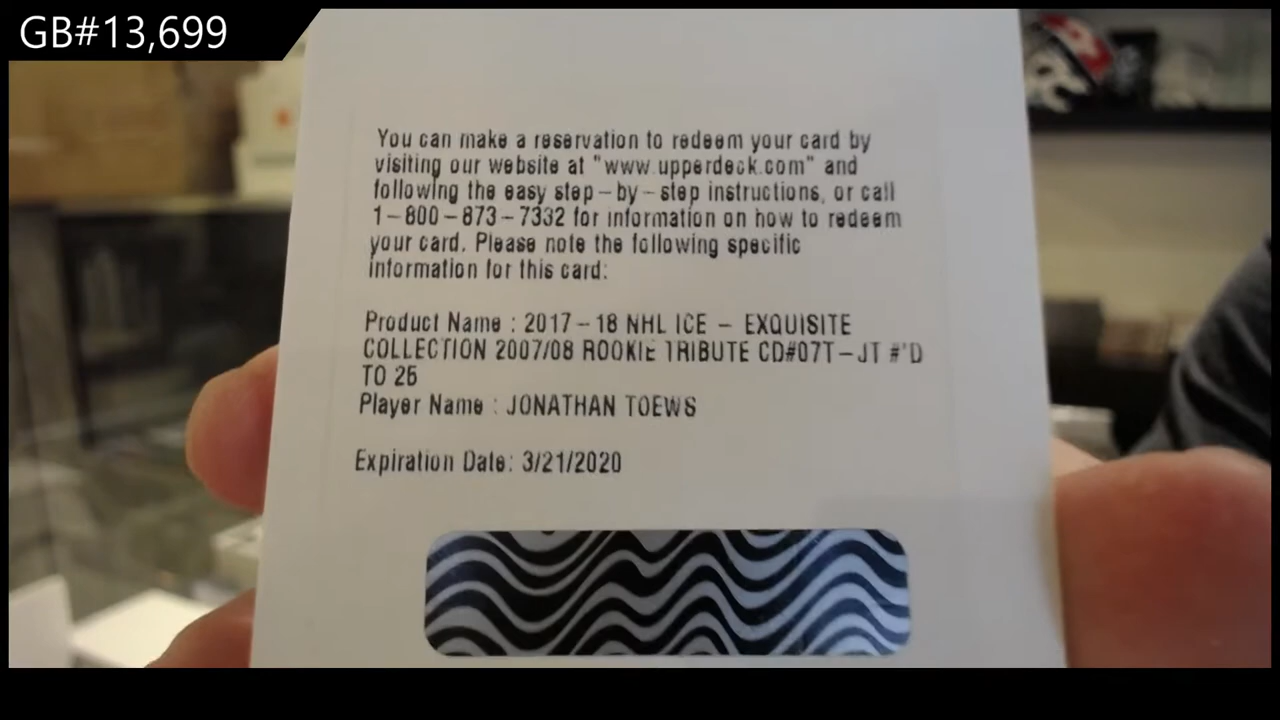 GB#13,699
You can make a reservation to redeem your card by
visiting our website at "www.upperdeck.com" and
following the easy step-by-step instructions, or call
1-800-873-7332 for information on how to redeem
your card. Please note the following specific
information for this card:
Product Name : 2017-18 NHL ICE - EXQUISITE
COLLECTION 2007/08 ROOKIE TRIBUTE CD#07T-JT #'D
TO 25
Player Name : JONATHAN TOEWS
Expiration Date: 3/21/2020